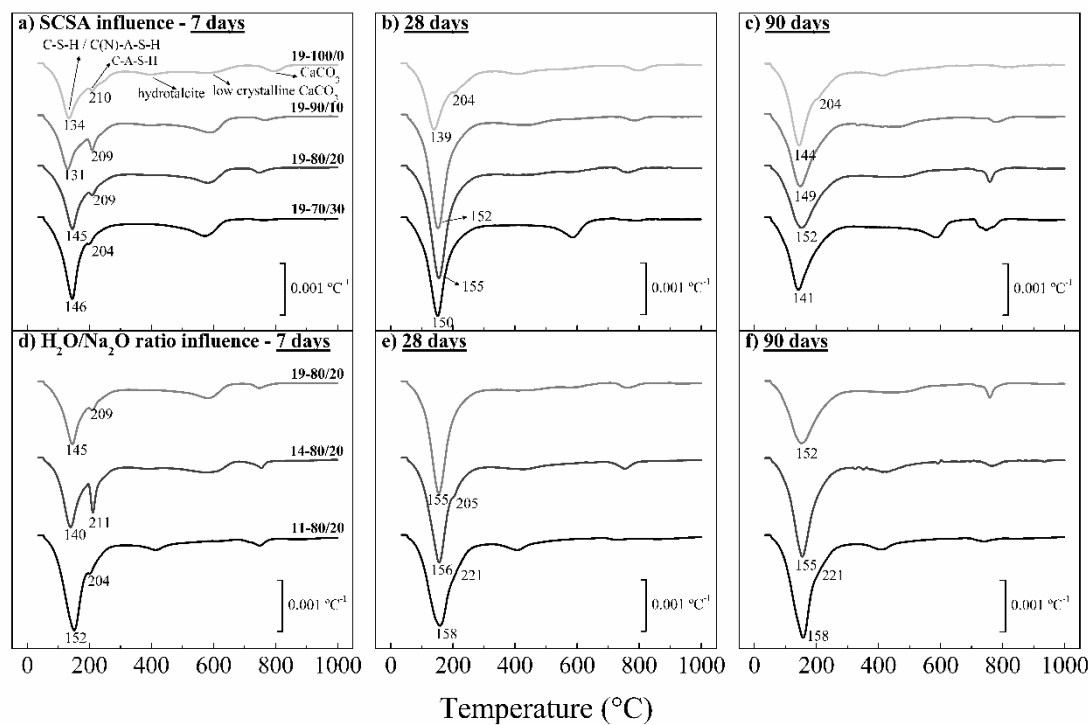 a) SCSA influence - 7 days
C-S-H / C(N)-A-S-H
C-A-S-H
hydrotalcite
low crystalline CaCO3
CaCO3
19-100/0
210
134
19-90/10
209
131
19-80/20
209
145
19-70/30
204
146
0.001 °C-1
b) 28 days
204
139
152
155
150
0.001 °C-1
c) 90 days
204
144
149
152
141
0.001 °C-1
d) H2O/Na2O ratio influence - 7 days
19-80/20
209
145
14-80/20
211
140
11-80/20
204
152
0.001 °C-1
0 200 400 600 800 1000
e) 28 days
155
205
156
221
158
0.001 °C-1
0 200 400 600 800 1000
f) 90 days
152
155
221
158
0.001 °C-1
0 200 400 600 800 1000
Temperature (°C)